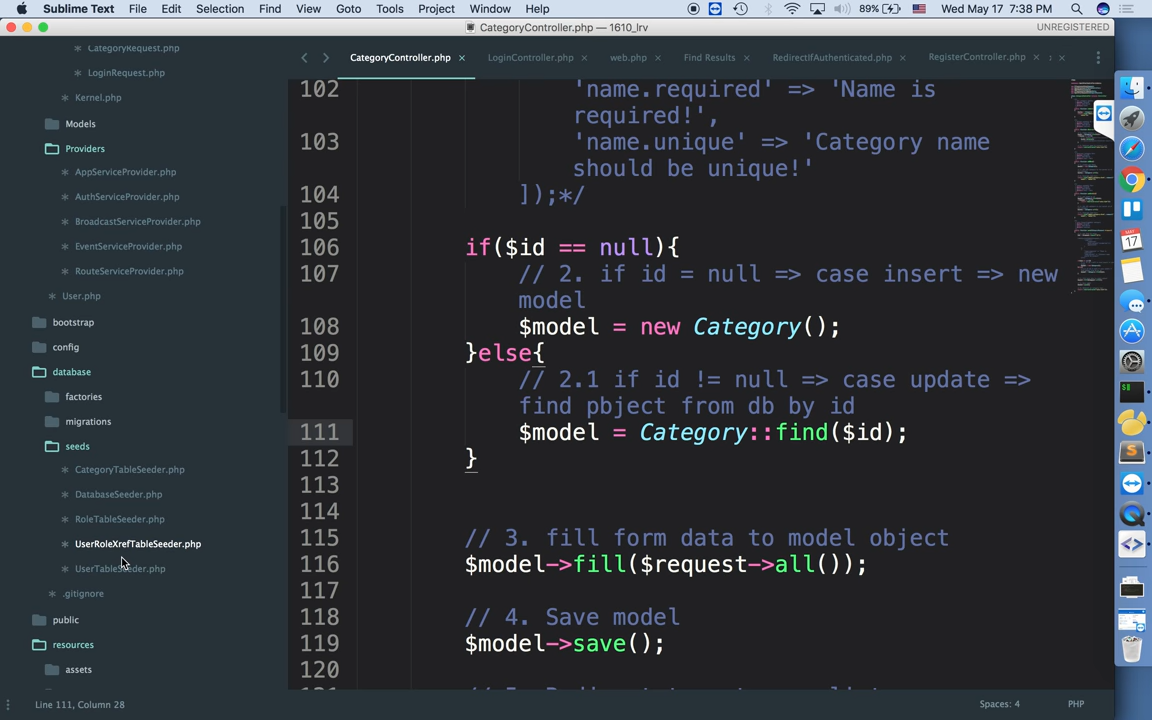 Sublime Text File Edit Selection Find View Goto Tools Project Window Help 89% Wed May 17 7:38 PM
CategoryController.php — 1610_lrv UNREGISTERED
CategoryController.php × LoginController.php × web.php × Find Results × RedirectIfAuthenticated.php × RegisterController.php ×
CategoryRequest.php
LoginRequest.php
Kernel.php
Models
Providers
AppServiceProvider.php
AuthServiceProvider.php
BroadcastServiceProvider.php
EventServiceProvider.php
RouteServiceProvider.php
User.php
bootstrap
config
database
factories
migrations
seeds
CategoryTableSeeder.php
DatabaseSeeder.php
RoleTableSeeder.php
UserRoleXrefTableSeeder.php
UserTableSeeder.php
.gitignore
public
resources
assets
102 'name.required' => 'Name is
required!',
103 'name.unique' => 'Category name
should be unique!'
104 ]);*/
105
106 if($id == null){
107 // 2. if id = null => case insert => new
model
108 $model = new Category();
109 }else{
110 // 2.1 if id != null => case update =>
find pbject from db by id
111 $model = Category::find($id);
112 }
113
114
115 // 3. fill form data to model object
116 $model->fill($request->all());
117
118 // 4. Save model
119 $model->save();
120
17
Line 111, Column 28 Spaces: 4 PHP